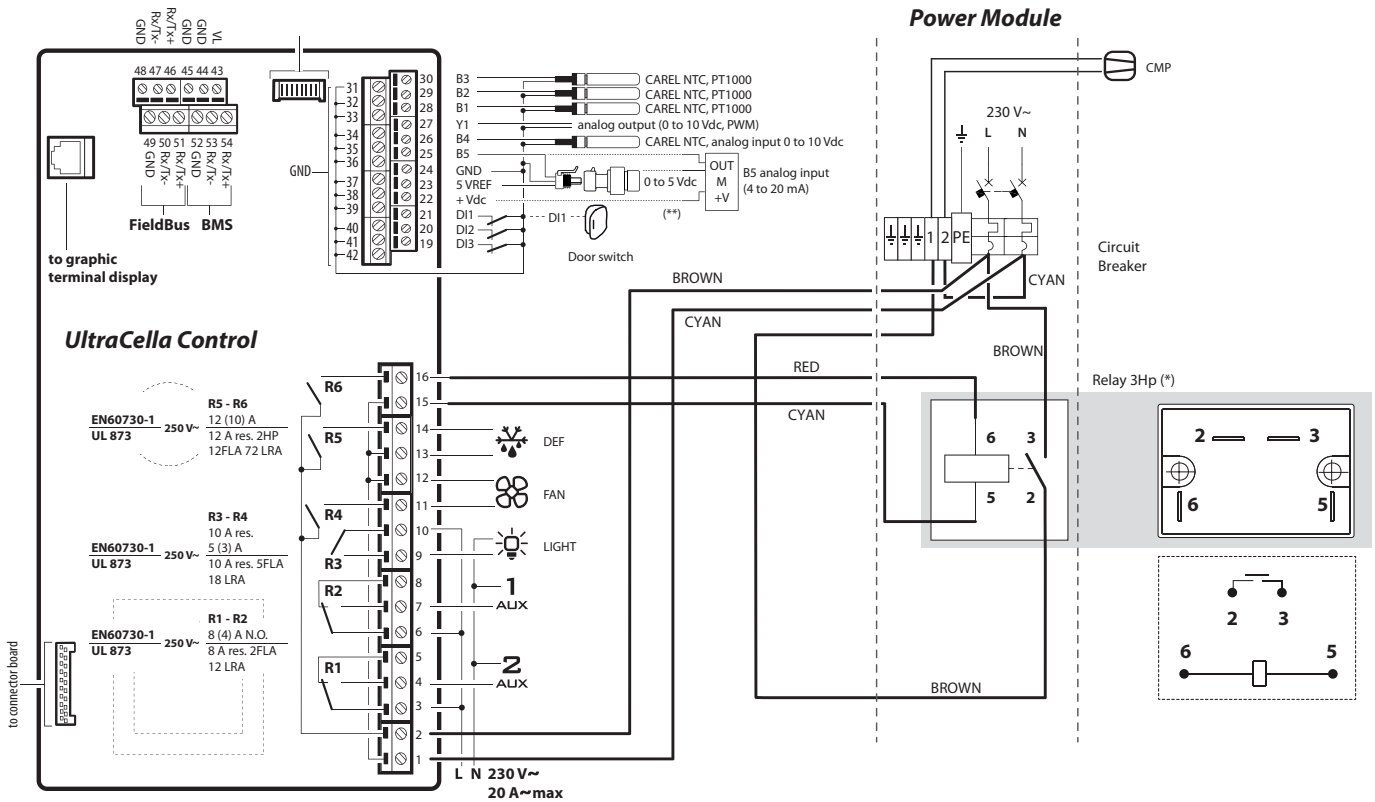 Power Module
GND
Rx/Tx-
Rx/Tx+
GND
GND
VL
48 47 46 45 44 43
49 50 51 52 53 54
GND
Rx/Tx-
Rx/Tx+
GND
Rx/Tx-
Rx/Tx+
FieldBus BMS
to graphic
terminal display
GND
31
32
33
34
35
36
37
38
39
40
41
42
30
29
28
27
26
25
24
23
22
21
20
19
B3
B2
B1
Y1
B4
B5
GND
5 VREF
+ Vdc
DI1
DI2
DI3
CAREL NTC, PT1000
CAREL NTC, PT1000
CAREL NTC, PT1000
analog output (0 to 10 Vdc, PWM)
CAREL NTC, analog input 0 to 10 Vdc
0 to 5 Vdc
OUT
M
+V
B5 analog input
(4 to 20 mA)
(**)
DI1
Door switch
CMP
230 V~
L N
1 2 PE
Circuit
Breaker
BROWN
CYAN
CYAN
BROWN
UltraCella Control
RED
CYAN
Relay 3Hp (*)
R5 - R6
EN60730-1
UL 873
250 V~
12 (10) A
12 A res. 2HP
12FLA 72 LRA
R3 - R4
10 A res.
EN60730-1
UL 873
250 V~
5 (3) A
10 A res. 5FLA
18 LRA
R1 - R2
EN60730-1
UL 873
250 V~
8 (4) A N.O.
8 A res. 2FLA
12 LRA
R6
R5
R4
R3
R2
R1
16
15
14
13
12
11
10
9
8
7
6
5
4
3
2
1
DEF
FAN
LIGHT
1
AUX
2
AUX
6 3
5 2
2 3
6 5
2 3
6 5
BROWN
to connector board
L N 230 V~
20 A~max